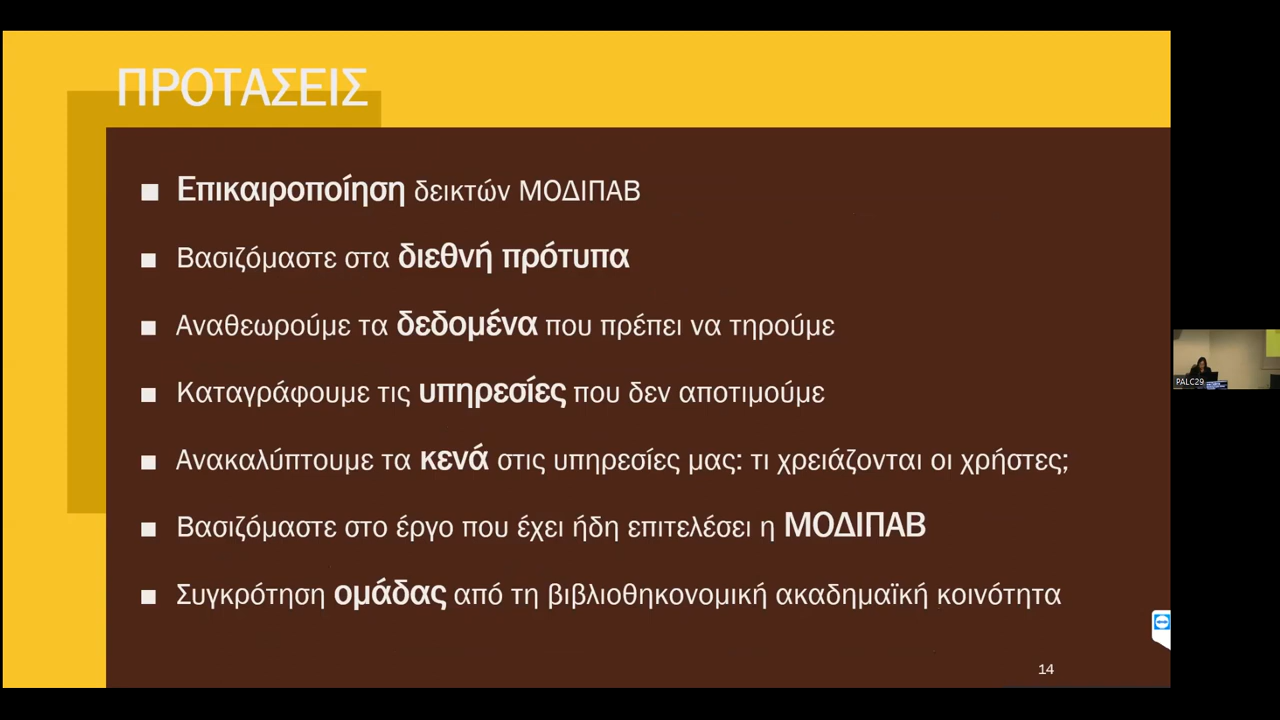 ΠΡΟΤΑΣΕΙΣ
■ Επικαιροποίηση δεικτών ΜΟΔΙΠΑΒ
■ Βασιζόμαστε στα διεθνή πρότυπα
■ Αναθεωρούμε τα δεδομένα που πρέπει να τηρούμε
■ Καταγράφουμε τις υπηρεσίες που δεν αποτιμούμε
■ Ανακαλύπτουμε τα κενά στις υπηρεσίες μας: τι χρειάζονται οι χρήστες;
■ Βασιζόμαστε στο έργο που έχει ήδη επιτελέσει η ΜΟΔΙΠΑΒ
■ Συγκρότηση ομάδας από τη βιβλιοθηκονομική ακαδημαϊκή κοινότητα
14
PALC29